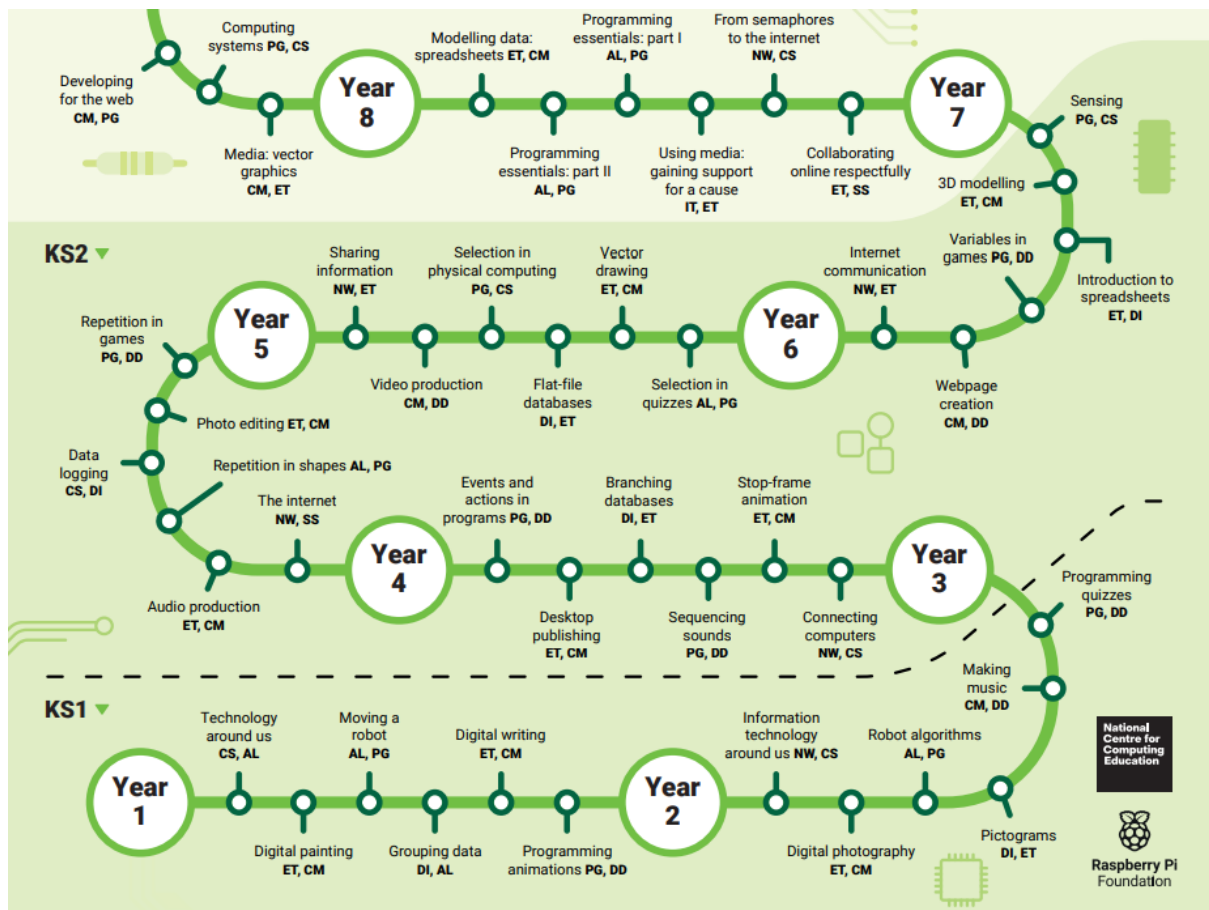 Computing
systems PG, CS
Developing
for the web
CM, PG
Media: vector
graphics
CM, ET
Year
8
Modelling data:
spreadsheets ET, CM
Programming
essentials: part II
AL, PG
Programming
essentials: part I
AL, PG
Using media:
gaining support
for a cause
IT, ET
From semaphores
to the internet
NW, CS
Collaborating
online respectfully
ET, SS
Year
7
Sensing
PG, CS
3D modelling
ET, CM
Introduction to
spreadsheets
ET, DI
Variables in
games PG, DD
KS2
Repetition in
games
PG, DD
Year
5
Sharing
information
NW, ET
Video production
CM, DD
Selection in
physical computing
PG, CS
Flat-file
databases
DI, ET
Vector
drawing
ET, CM
Selection in
quizzes AL, PG
Year
6
Internet
communication
NW, ET
Webpage
creation
CM, DD
Photo editing ET, CM
Data
logging
CS, DI
Repetition in shapes AL, PG
The internet
NW, SS
Audio production
ET, CM
Year
4
Events and
actions in
programs PG, DD
Desktop
publishing
ET, CM
Branching
databases
DI, ET
Sequencing
sounds
PG, DD
Stop-frame
animation
ET, CM
Connecting
computers
NW, CS
Year
3
Programming
quizzes
PG, DD
Making
music
CM, DD
KS1
Year
1
Technology
around us
CS, AL
Digital painting
ET, CM
Moving a
robot
AL, PG
Grouping data
DI, AL
Digital writing
ET, CM
Programming
animations PG, DD
Year
2
Information
technology
around us NW, CS
Digital photography
ET, CM
Robot algorithms
AL, PG
Pictograms
DI, ET
National
Centre for
Computing
Education
Raspberry Pi
Foundation